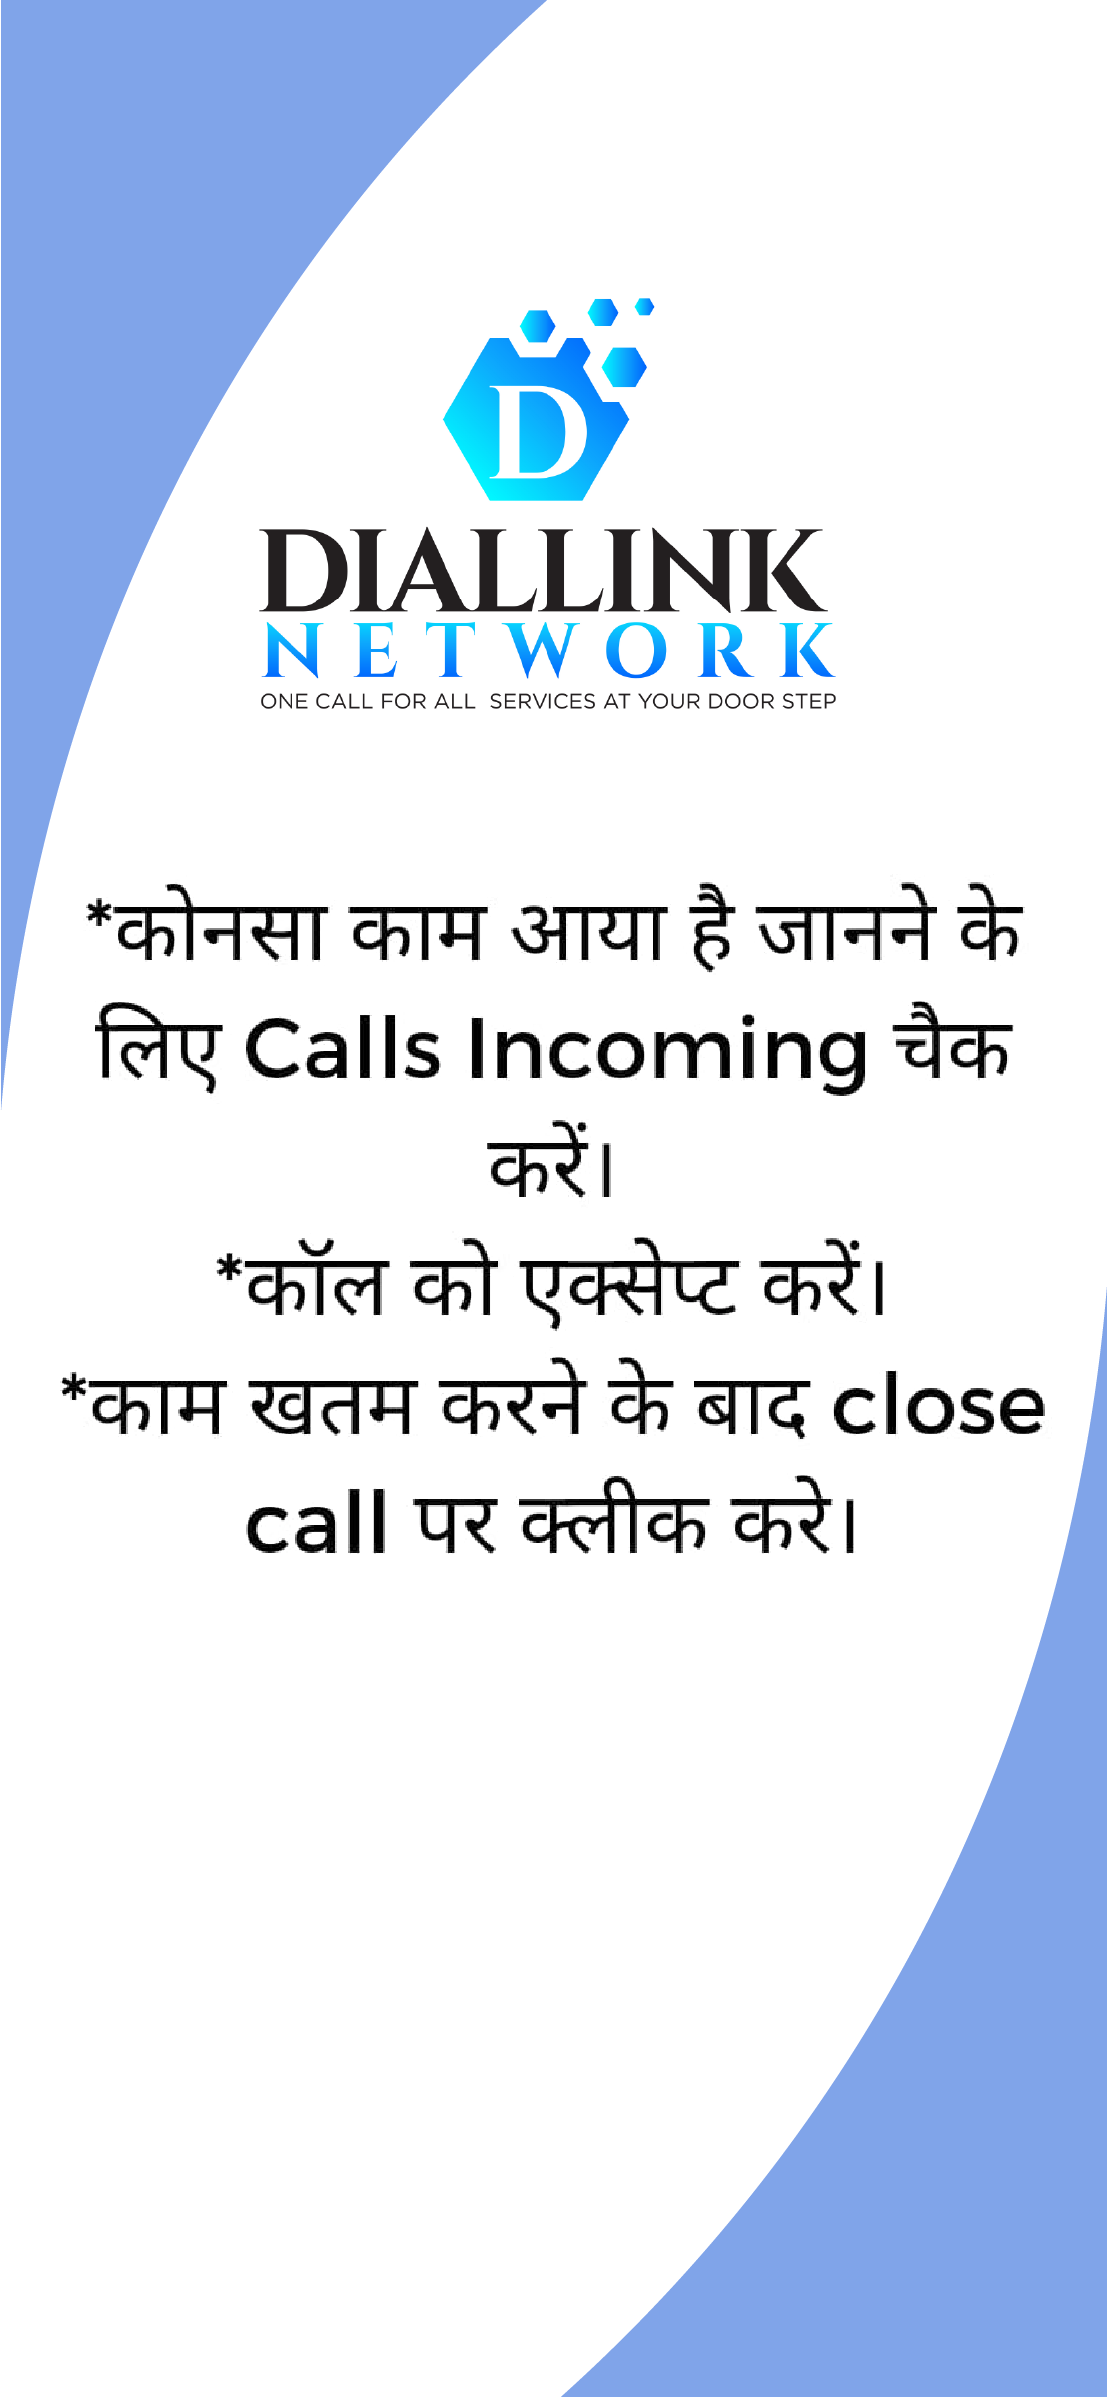 D
DIALLINK
NETWORK
ONE CALL FOR ALL SERVICES AT YOUR DOOR STEP
*कोनसा काम आया है जानने के
लिए Calls Incoming चैक
करें।
*कॉल को एक्सेप्ट करें।
*काम खतम करने के बाद close
call पर क्लीक करे।